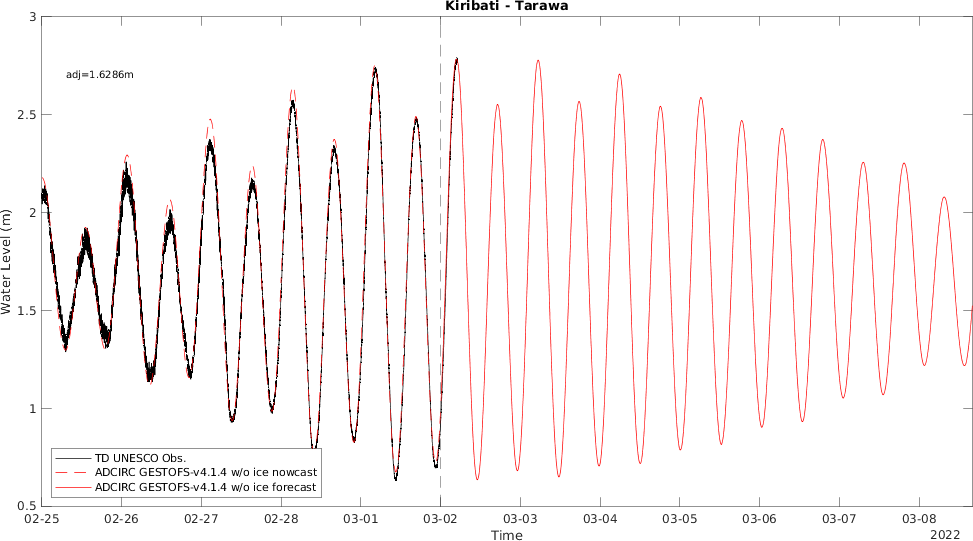 Kiribati - Tarawa
3
adj=1.6286m
2.5
2
Water Level (m)
1.5
1
TD UNESCO Obs.
ADCIRC GESTOFS-v4.1.4 w/o ice nowcast
ADCIRC GESTOFS-v4.1.4 w/o ice forecast
0.5
02-25 02-26 02-27 02-28 03-01 03-02 03-03 03-04 03-05 03-06 03-07 03-08
Time
2022